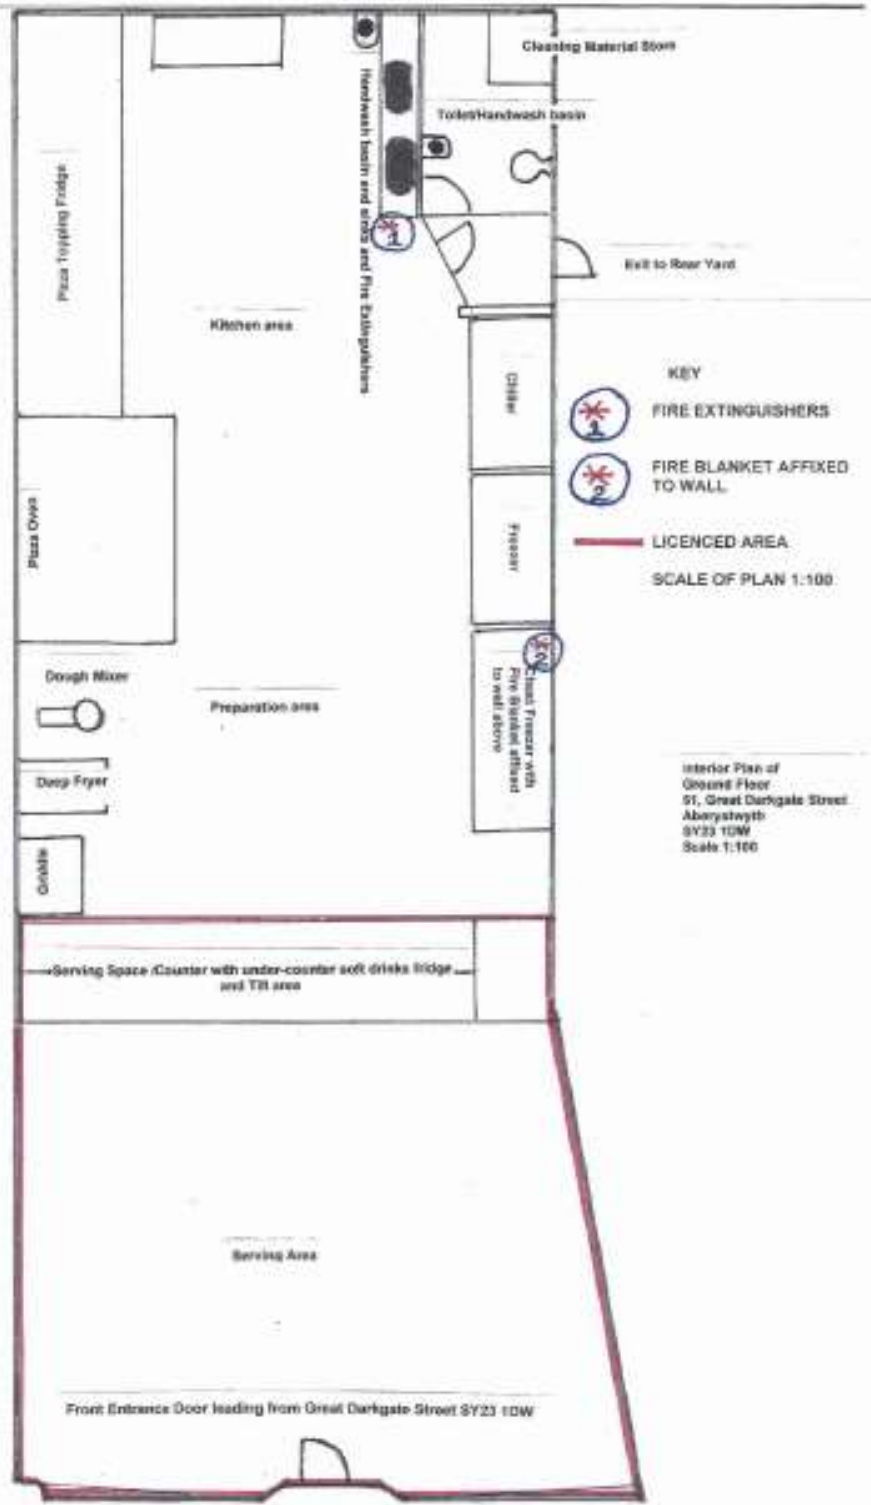 Cleaning Material Store
Toilet/Handwash basin
Handwash basin and sinks and Fire Extinguishers
Pizza Topping Fridge
1
Exit to Rear Yard
Kitchen area
Chiller
KEY
1
FIRE EXTINGUISHERS
2
FIRE BLANKET AFFIXED
TO WALL
Pizza Oven
Freezer
LICENCED AREA
SCALE OF PLAN 1:100
2
Chest Freezer with
Fire Blanket affixed
to wall above
Dough Mixer
Preparation area
Deep Fryer
Interior Plan of
Ground Floor
51, Great Darkgate Street
Aberystwyth
SY23 1DW
Scale 1:100
Griddle
Serving Space /Counter with under-counter soft drinks fridge
and Till area
Serving Area
Front Entrance Door leading from Great Darkgate Street SY23 1DW